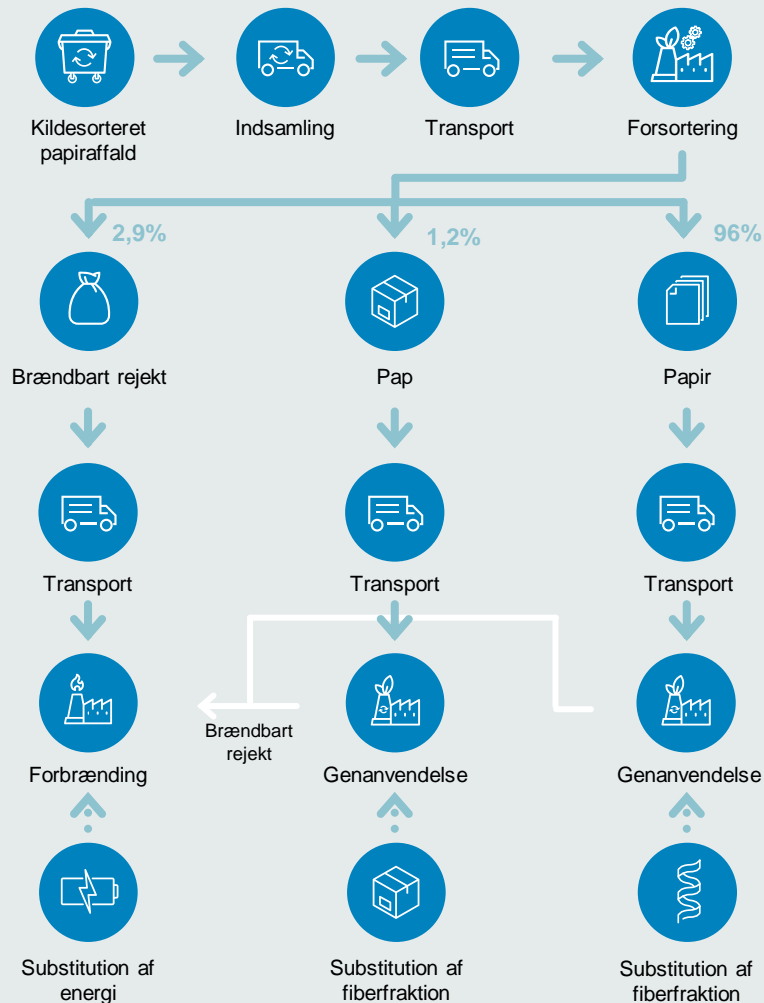 Kildesorteret
papiraffald
Indsamling
Transport
Forsortering
2,9%
1,2%
96%
Brændbart rejekt
Pap
Papir
Transport
Transport
Transport
Brændbart
rejekt
Forbrænding
Genanvendelse
Genanvendelse
Substitution af
energi
Substitution af
fiberfraktion
Substitution af
fiberfraktion